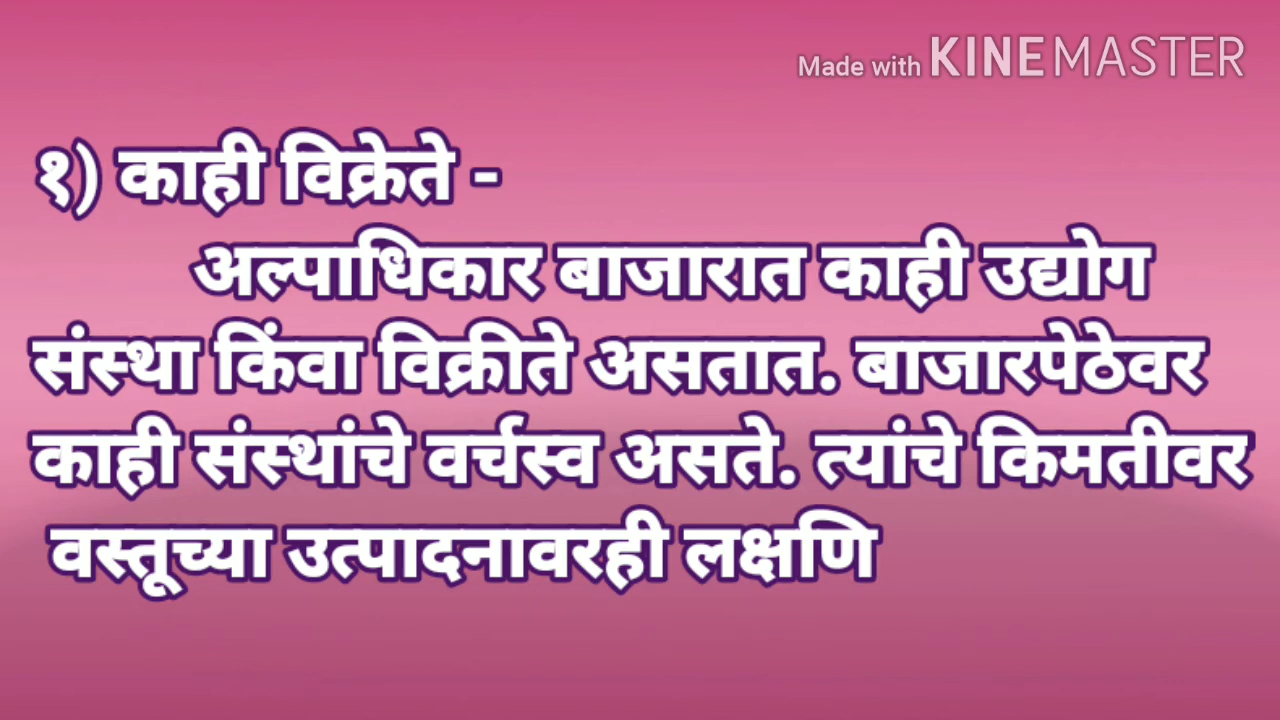 Made with KINEMASTER
१) काही विक्रेते -
अल्पाधिकार बाजारात काही उद्योग
संस्था किंवा विक्रीते असतात. बाजारपेठेवर
काही संस्थांचे वर्चस्व असते. त्यांचे किमतीवर
वस्तूच्या उत्पादनावरही लक्षणि